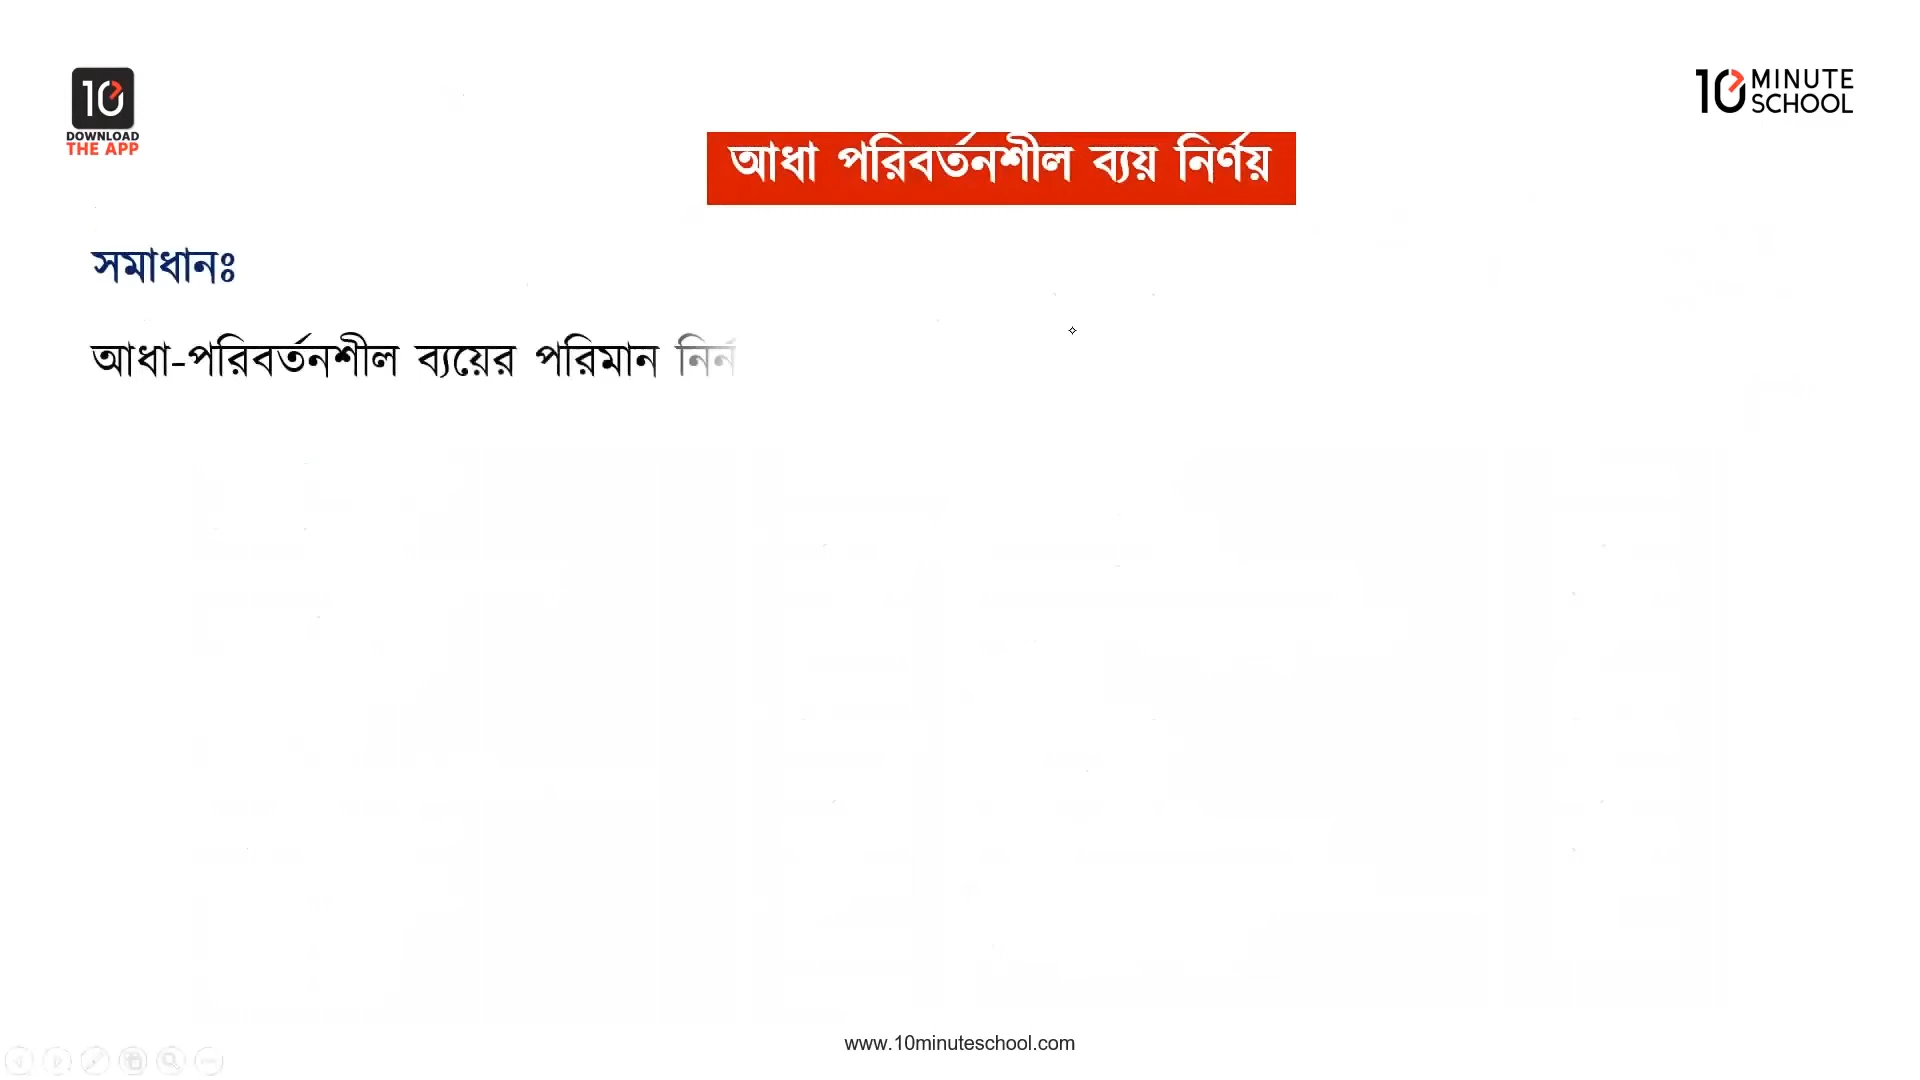 10
DOWNLOAD
THE APP
10 MINUTE
SCHOOL
আধা পরিবর্তনশীল ব্যয় নির্ণয়
সমাধানঃ
আধা-পরিবর্তনশীল ব্যয়ের পরিমান
www.10minuteschool.com